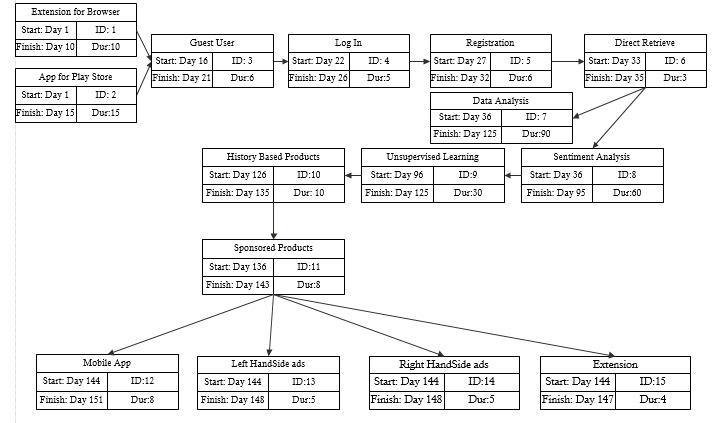 Extension for Browser
Start: Day 1 ID: 1
Finish: Day 10 Dur:10
App for Play Store
Start: Day 1 ID: 2
Finish: Day 15 Dur:15
Guest User
Start: Day 16 ID: 3
Finish: Day 21 Dur:6
Log In
Start: Day 22 ID: 4
Finish: Day 26 Dur:5
Registration
Start: Day 27 ID: 5
Finish: Day 32 Dur:6
Direct Retrieve
Start: Day 33 ID: 6
Finish: Day 35 Dur:3
Data Analysis
Start: Day 36 ID: 7
Finish: Day 125 Dur:90
History Based Products
Start: Day 126 ID:10
Finish: Day 135 Dur: 10
Unsupervised Learning
Start: Day 96 ID:9
Finish: Day 125 Dur:30
Sentiment Analysis
Start: Day 36 ID:8
Finish: Day 95 Dur:60
Sponsored Products
Start: Day 136 ID:11
Finish: Day 143 Dur:8
Mobile App
Start: Day 144 ID:12
Finish: Day 151 Dur:8
Left HandSide ads
Start: Day 144 ID:13
Finish: Day 148 Dur:5
Right HandSide ads
Start: Day 144 ID:14
Finish: Day 148 Dur:5
Extension
Start: Day 144 ID:15
Finish: Day 147 Dur:4